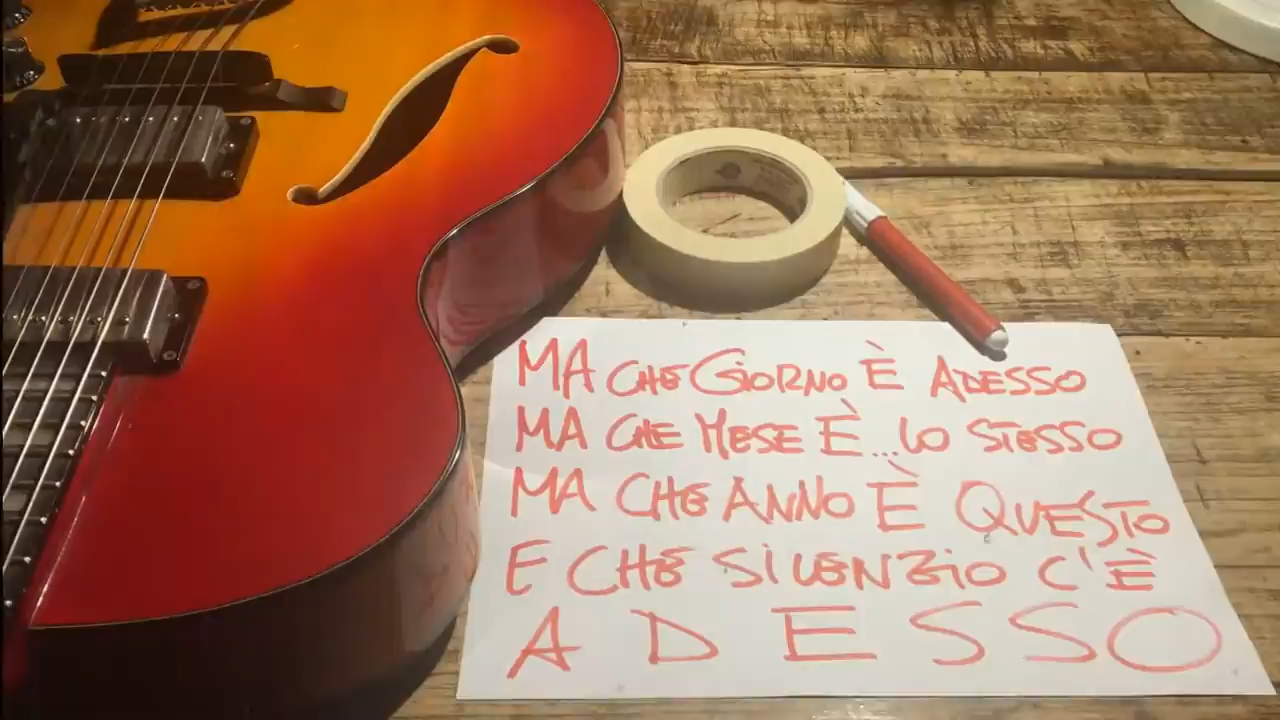 MA CHE GIORNO È ADESSO
MA CHE MESE È...LO STESSO
MA CHE ANNO È QUESTO
E CHE SILENZIO C'È
ADESSO